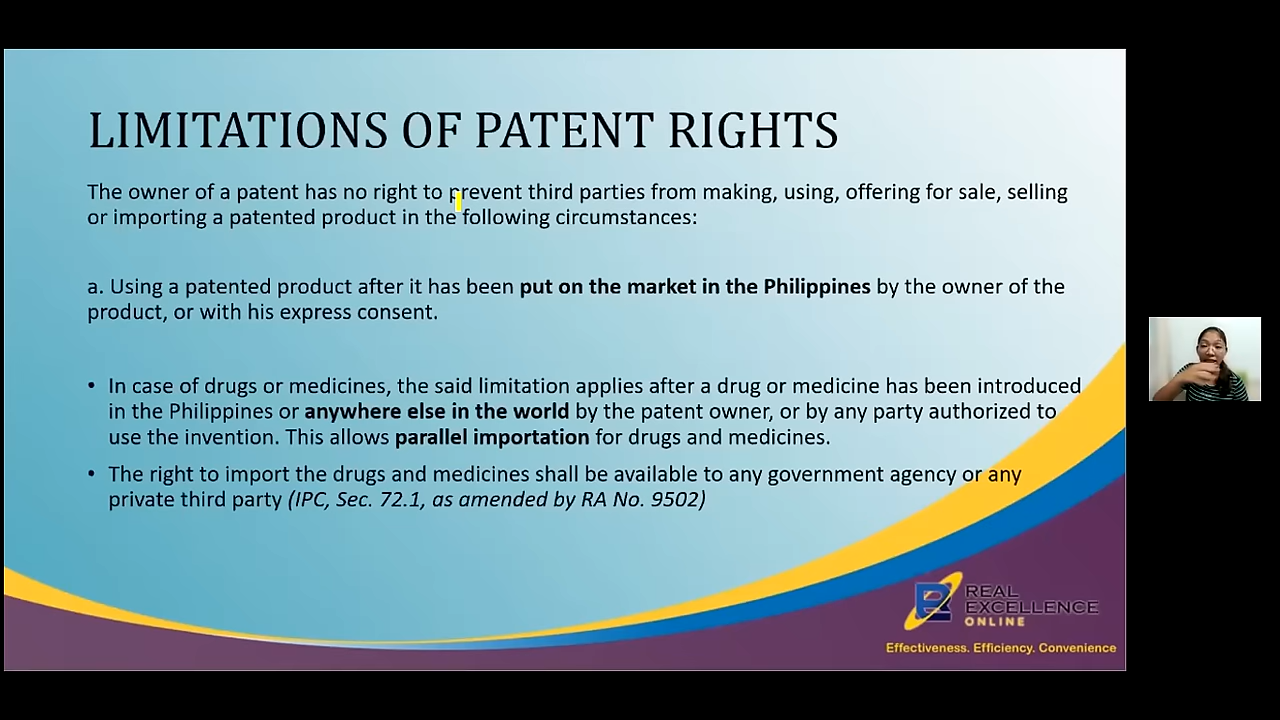 LIMITATIONS OF PATENT RIGHTS
The owner of a patent has no right to prevent third parties from making, using, offering for sale, selling
or importing a patented product in the following circumstances:
a. Using a patented product after it has been put on the market in the Philippines by the owner of the
product, or with his express consent.
• In case of drugs or medicines, the said limitation applies after a drug or medicine has been introduced
in the Philippines or anywhere else in the world by the patent owner, or by any party authorized to
use the invention. This allows parallel importation for drugs and medicines.
• The right to import the drugs and medicines shall be available to any government agency or any
private third party (IPC, Sec. 72.1, as amended by RA No. 9502)
REAL
EXCELLENCE
ONLINE
Effectiveness. Efficiency. Convenience